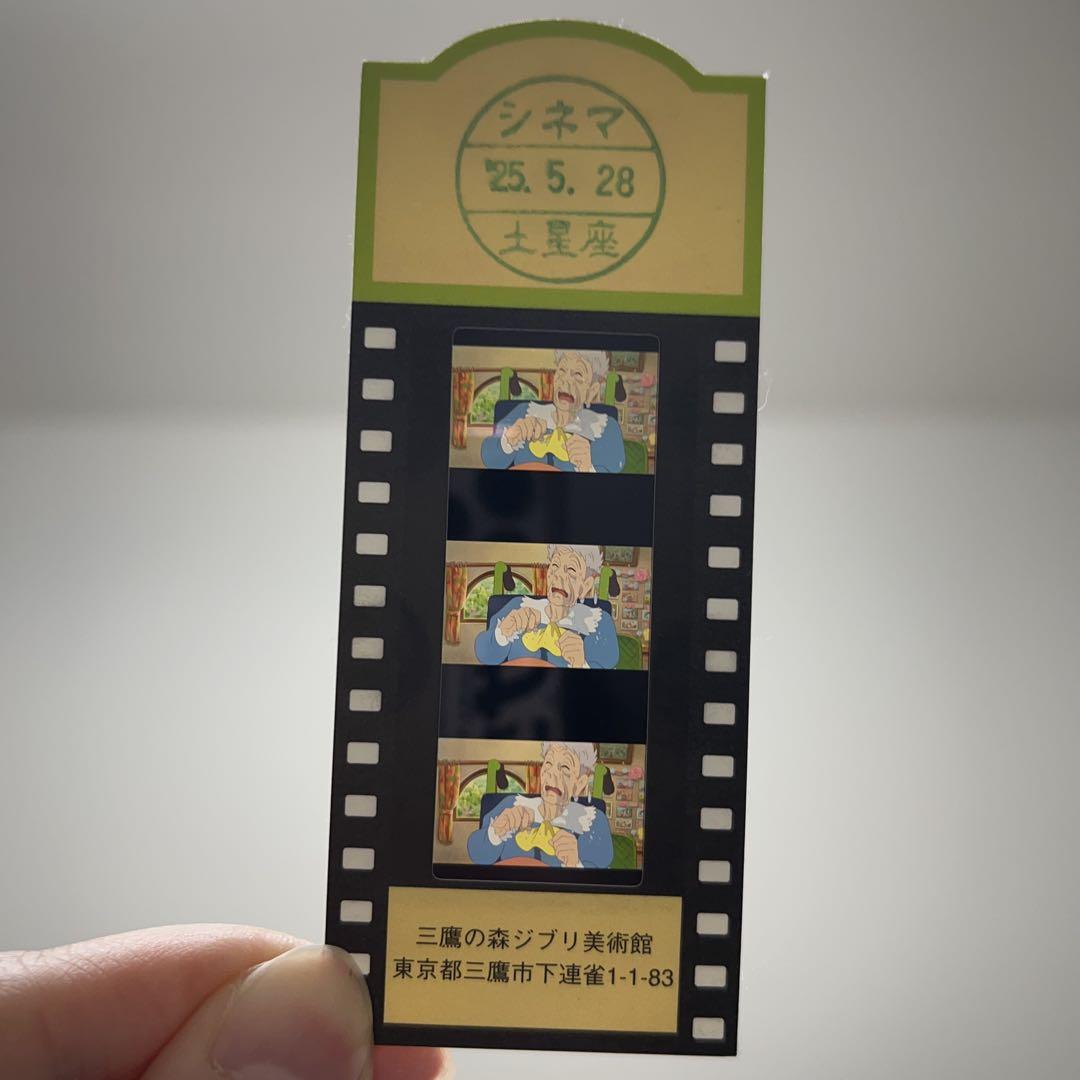 シネマ
'25. 5. 28
土星座
三鷹の森ジブリ美術館
東京都三鷹市下連雀1-1-83